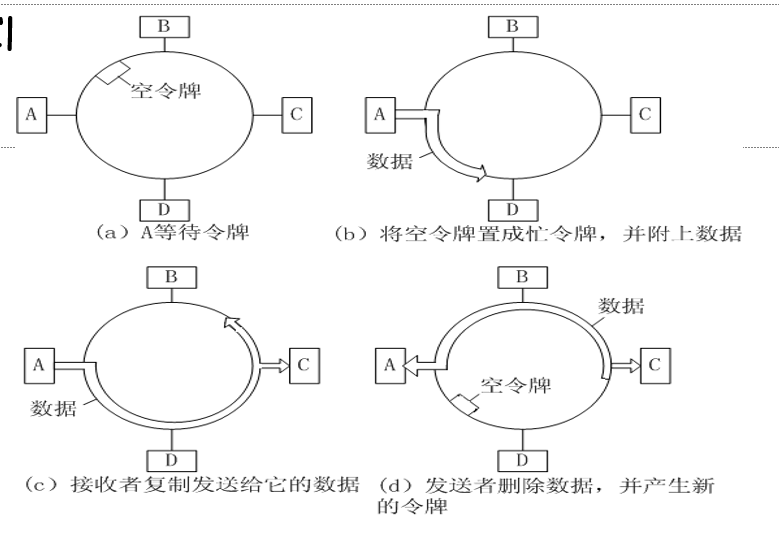 B
空令牌
A
C
D
(a) A等待令牌
B
A
C
数据
D
(b) 将空令牌置成忙令牌，并附上数据
B
A
C
数据
D
(c) 接收者复制发送给它的数据
B
数据
A
C
空令牌
D
(d) 发送者删除数据，并产生新
的令牌